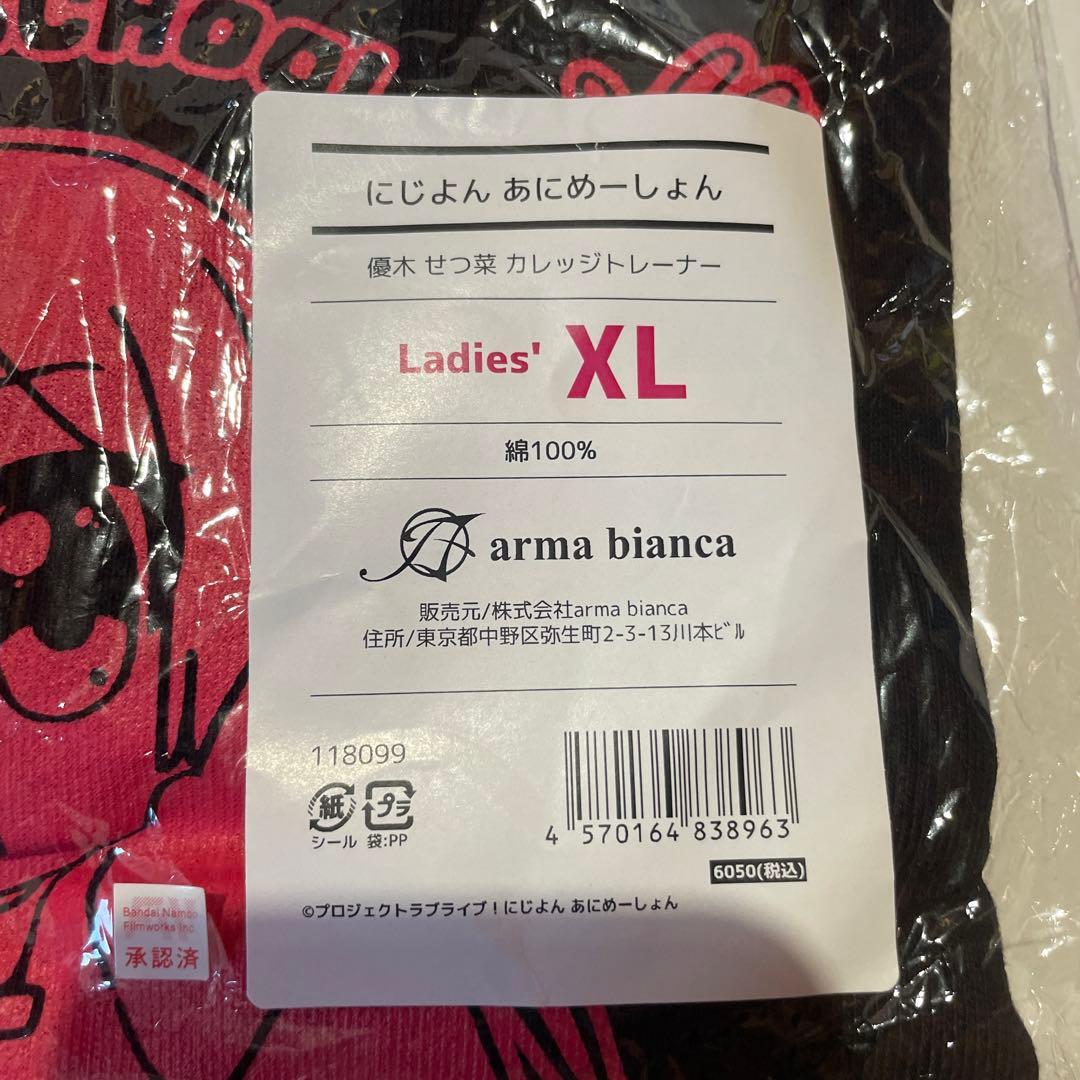 SCHOOL
にじよん あにめーしょん
優木 せつ菜 カレッジトレーナー
Ladies' XL
綿100%
arma bianca
販売元/株式会社arma bianca
住所/東京都中野区弥生町2-3-13川本ﾋﾞﾙ
118099
紙 プラ
シール 袋:PP
4 570164 838963
6050(税込)
©プロジェクトラブライブ！にじよん あにめーしょん
Bandai Namco
Filmworks Inc.
承認済